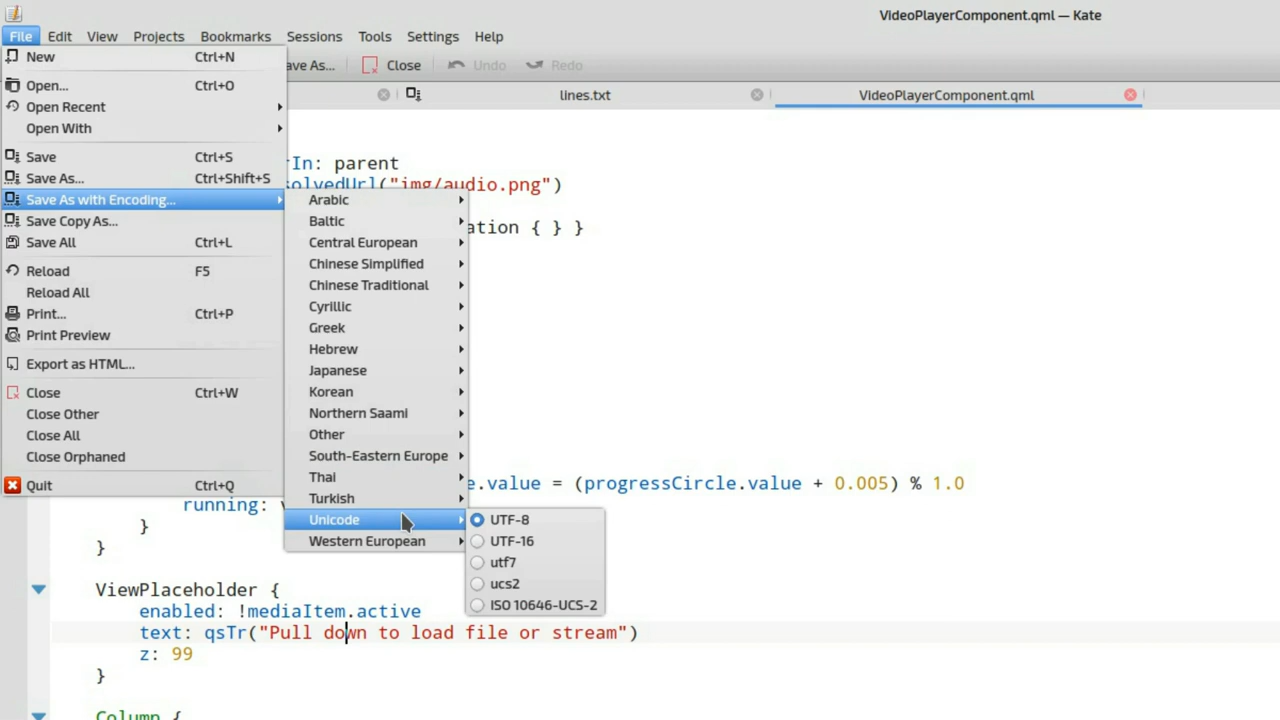 VideoPlayerComponent.qml — Kate
File Edit View Projects Bookmarks Sessions Tools Settings Help
ave As... Close Undo Redo
lines.txt VideoPlayerComponent.qml
New Ctrl+N
Open... Ctrl+O
Open Recent
Open With
Save Ctrl+S
Save As... Ctrl+Shift+S
Save As with Encoding...
Save Copy As...
Save All Ctrl+L
Reload F5
Reload All
Print... Ctrl+P
Print Preview
Export as HTML...
Close Ctrl+W
Close Other
Close All
Close Orphaned
Quit Ctrl+Q
Arabic
Baltic
Central European
Chinese Simplified
Chinese Traditional
Cyrillic
Greek
Hebrew
Japanese
Korean
Northern Saami
Other
South-Eastern Europe
Thai
Turkish
Unicode
Western European
UTF-8
UTF-16
utf7
ucs2
ISO 10646-UCS-2
rIn: parent
solvedUrl("img/audio.png")
ation { } }
e.value = (progressCircle.value + 0.005) % 1.0
running:
}
}
ViewPlaceholder {
enabled: !mediaItem.active
text: qsTr("Pull down to load file or stream")
z: 99
}
Column {